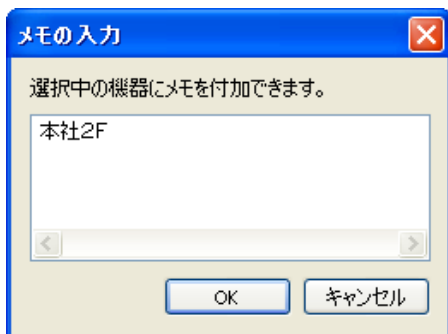 メモの入力
選択中の機器にメモを付加できます。
本社2F
OK
キャンセル